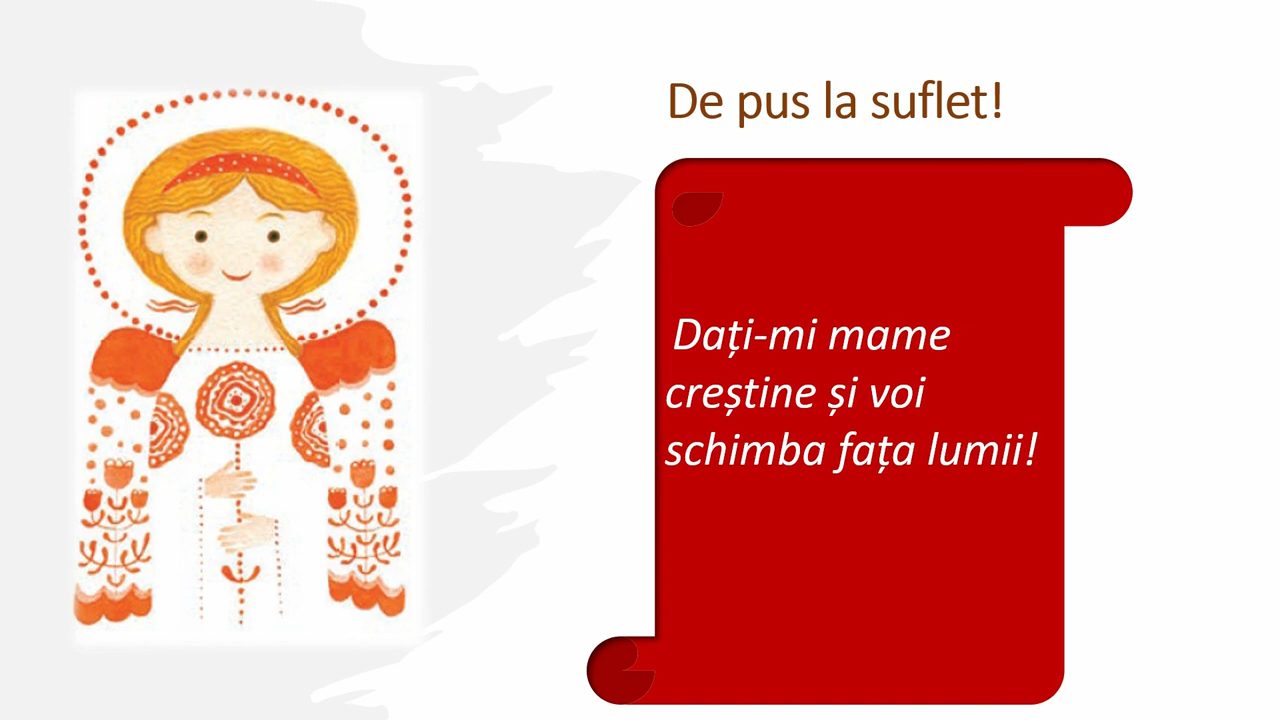 De pus la suflet!
Dați-mi mame
creștine și voi
schimba fața lumii!